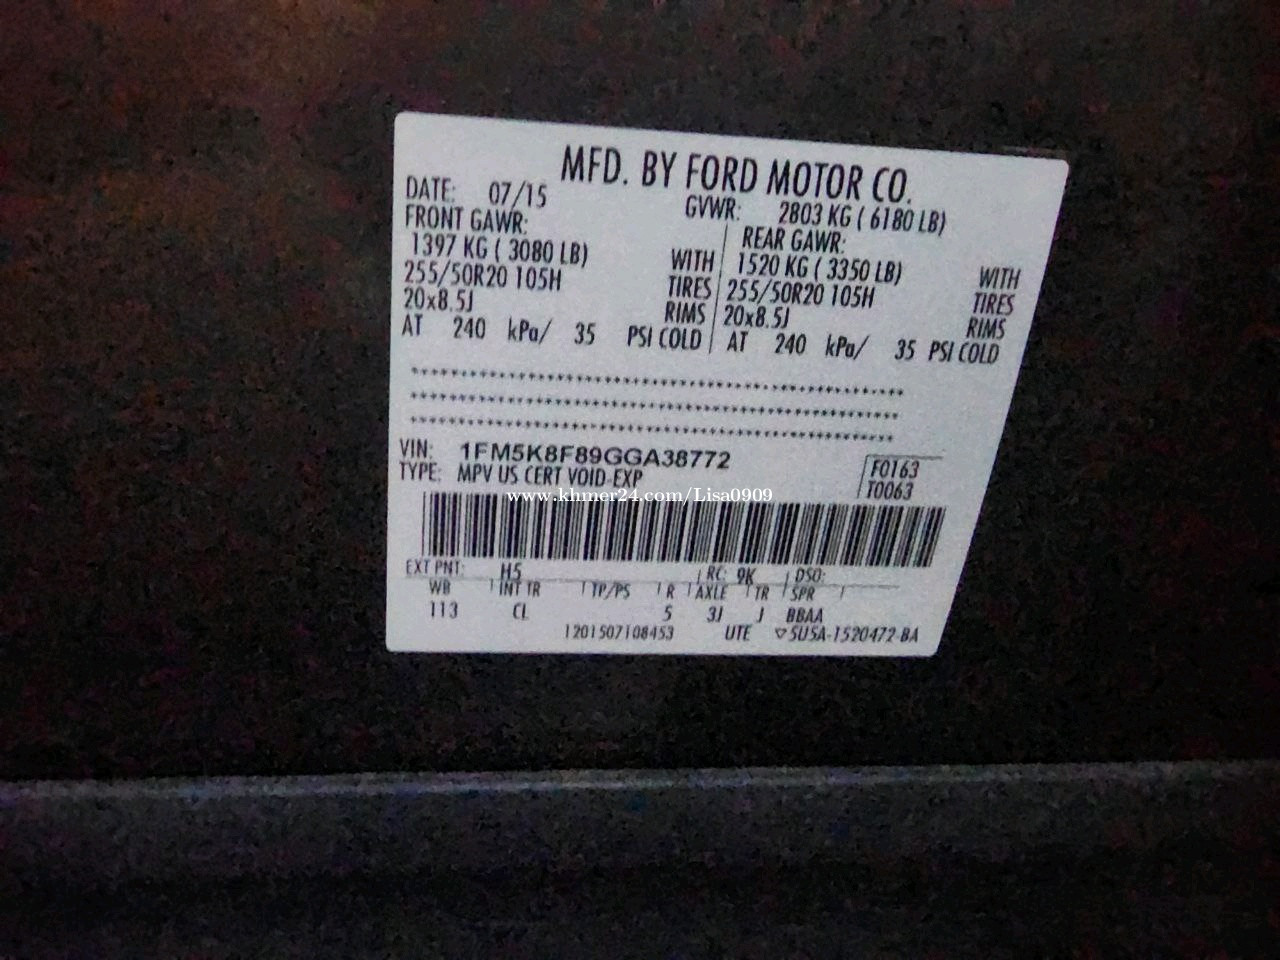 MFD. BY FORD MOTOR CO.
DATE: 07/15 GVWR: 2803 KG ( 6180 LB)
FRONT GAWR: REAR GAWR:
1397 KG ( 3080 LB) WITH 1520 KG ( 3350 LB) WITH
255/50R20 105H TIRES 255/50R20 105H TIRES
20x8.5J RIMS 20x8.5J RIMS
AT 240 kPa/ 35 PSI COLD AT 240 kPa/ 35 PSI COLD
VIN: 1FM5K8F89GGA38772 F0163
TYPE: MPV US CERT VOID-EXP T0063
www.khmer24.com/Lisa0909
EXT PNT: H5 RC: 9K DSO:
WB INT TR TP/PS R AXLE TR SPR
113 CL 5 3J J BBAA
1201507108453 UTE ▽5U5A-1520472-BA